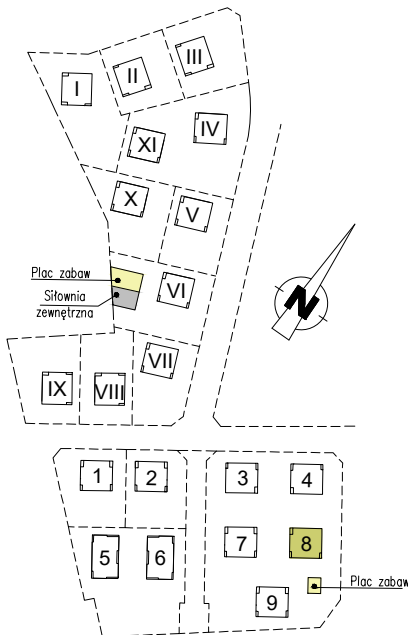 III
II
I
IV
XI
X
V
Plac zabaw
VI
Siłownia
zewnętrzna
N
VII
IX
VIII
1
2
3
4
5
6
7
8
9
Plac zabaw